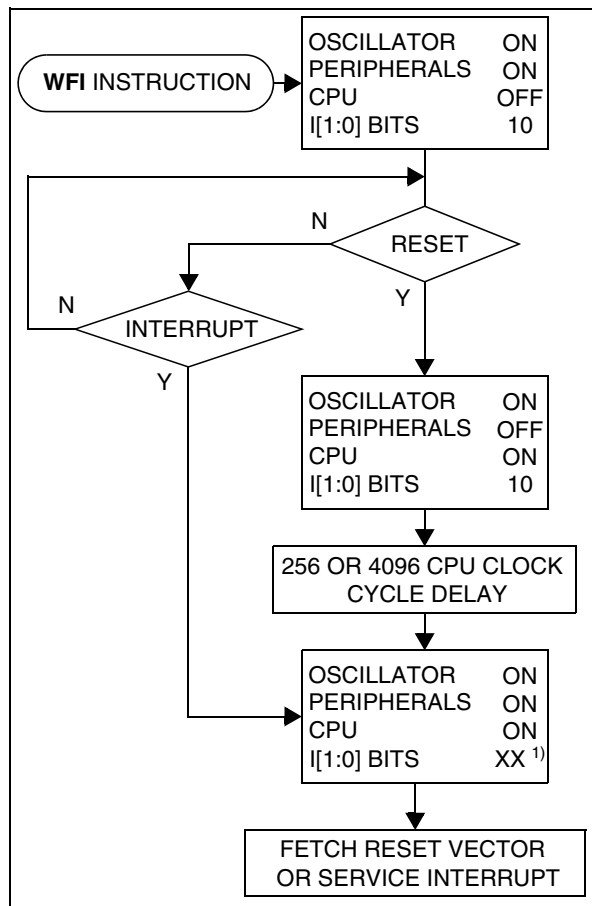 WFI INSTRUCTION
OSCILLATOR ON
PERIPHERALS ON
CPU OFF
I[1:0] BITS 10
N
RESET
N
INTERRUPT
Y
Y
OSCILLATOR ON
PERIPHERALS OFF
CPU ON
I[1:0] BITS 10
256 OR 4096 CPU CLOCK
CYCLE DELAY
OSCILLATOR ON
PERIPHERALS ON
CPU ON
I[1:0] BITS XX 1)
FETCH RESET VECTOR
OR SERVICE INTERRUPT